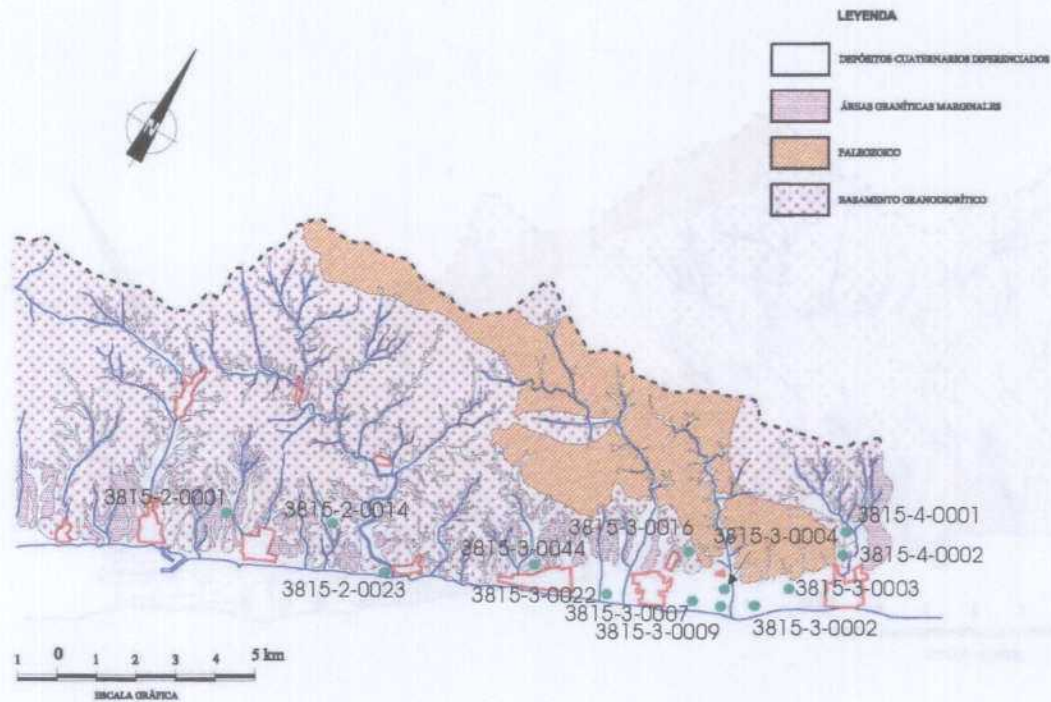 LEYENDA
DEPÓSITOS CUATERNARIOS DIFERENCIADOS
ÁREAS GRANÍTICAS MARGINALES
PALEOZOICO
BASAMENTO GRANODIORÍTICO
N
3815-2-0001
3815-2-0014
3815-3-0016
3815-3-0004
3815-4-0001
3815-3-0044
3815-4-0002
3815-2-0023
3815-3-0022
3815-3-0003
3815-3-0007
3815-3-0009
3815-3-0002
1 0 1 2 3 4 5 km
ESCALA GRÁFICA